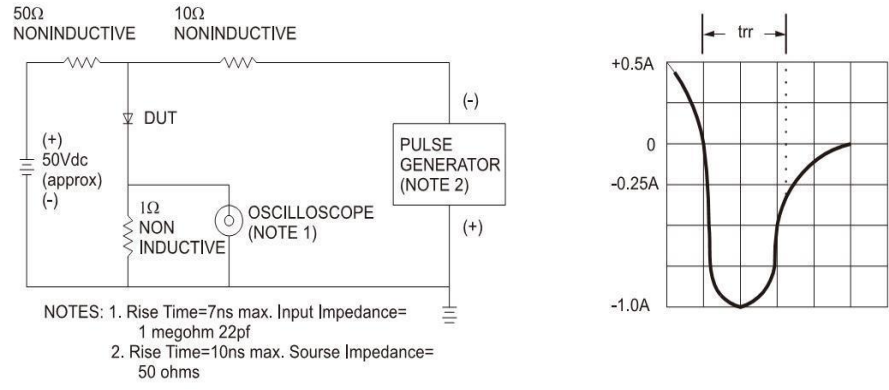 50Ω
NONINDUCTIVE
10Ω
NONINDUCTIVE
DUT
(+)
50Vdc
(approx)
(-)
1Ω
NON
INDUCTIVE
OSCILLOSCOPE
(NOTE 1)
(-)
PULSE
GENERATOR
(NOTE 2)
(+)
NOTES: 1. Rise Time=7ns max. Input Impedance=
1 megohm 22pf
2. Rise Time=10ns max. Sourse Impedance=
50 ohms
trr
+0.5A
0
-0.25A
-1.0A